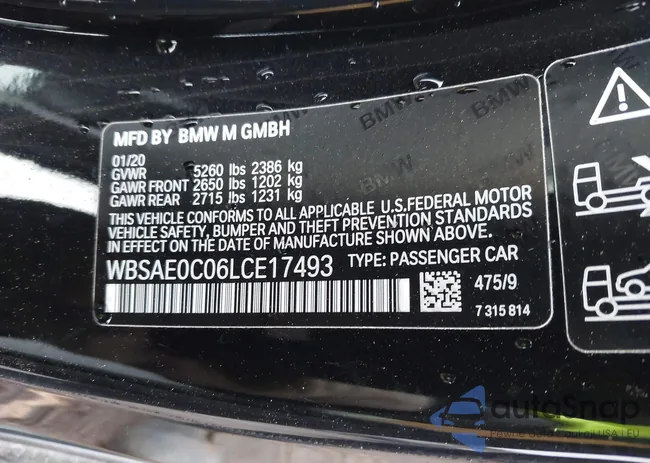 MFD BY BMW M GMBH
01/20
GVWR 5260 lbs 2386 kg
GAWR FRONT 2650 lbs 1202 kg
GAWR REAR 2715 lbs 1231 kg
THIS VEHICLE CONFORMS TO ALL APPLICABLE U.S.FEDERAL MOTOR
VEHICLE SAFETY, BUMPER AND THEFT PREVENTION STANDARDS
IN EFFECT ON THE DATE OF MANUFACTURE SHOWN ABOVE.
WBSAE0C06LCE17493 TYPE: PASSENGER CAR
475/9
7 315 814
BMW
BMW
BMW
autoSnap